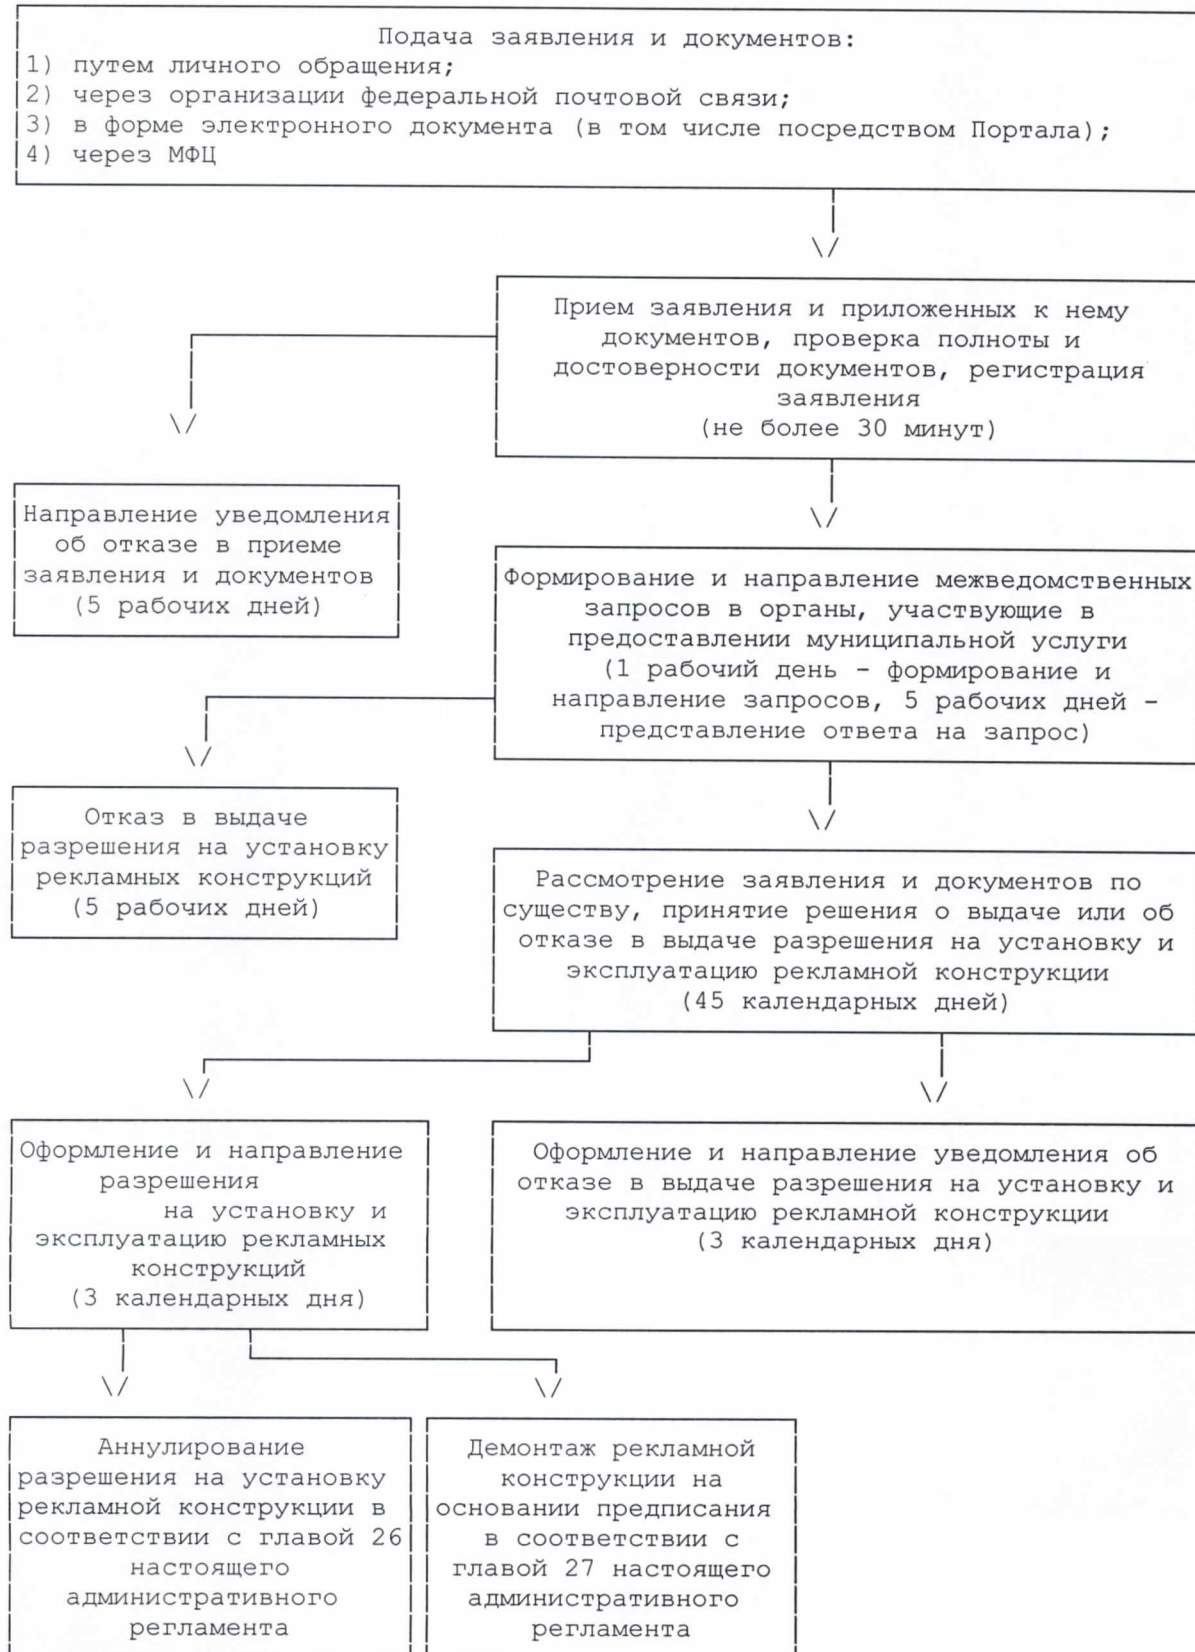 Подача заявления и документов:
1) путем личного обращения;
2) через организации федеральной почтовой связи;
3) в форме электронного документа (в том числе посредством Портала);
4) через МФЦ
Прием заявления и приложенных к нему
документов, проверка полноты и
достоверности документов, регистрация
заявления
(не более 30 минут)
Направление уведомления
об отказе в приеме
заявления и документов
(5 рабочих дней)
Формирование и направление межведомственных
запросов в органы, участвующие в
предоставлении муниципальной услуги
(1 рабочий день - формирование и
направление запросов, 5 рабочих дней -
представление ответа на запрос)
Отказ в выдаче
разрешения на установку
рекламных конструкций
(5 рабочих дней)
Рассмотрение заявления и документов по
существу, принятие решения о выдаче или об
отказе в выдаче разрешения на установку и
эксплуатацию рекламной конструкции
(45 календарных дней)
Оформление и направление
разрешения
на установку и
эксплуатацию рекламных
конструкций
(3 календарных дня)
Оформление и направление уведомления об
отказе в выдаче разрешения на установку и
эксплуатацию рекламной конструкции
(3 календарных дня)
Аннулирование
разрешения на установку
рекламной конструкции в
соответствии с главой 26
настоящего
административного
регламента
Демонтаж рекламной
конструкции на
основании предписания
в соответствии с
главой 27 настоящего
административного
регламента